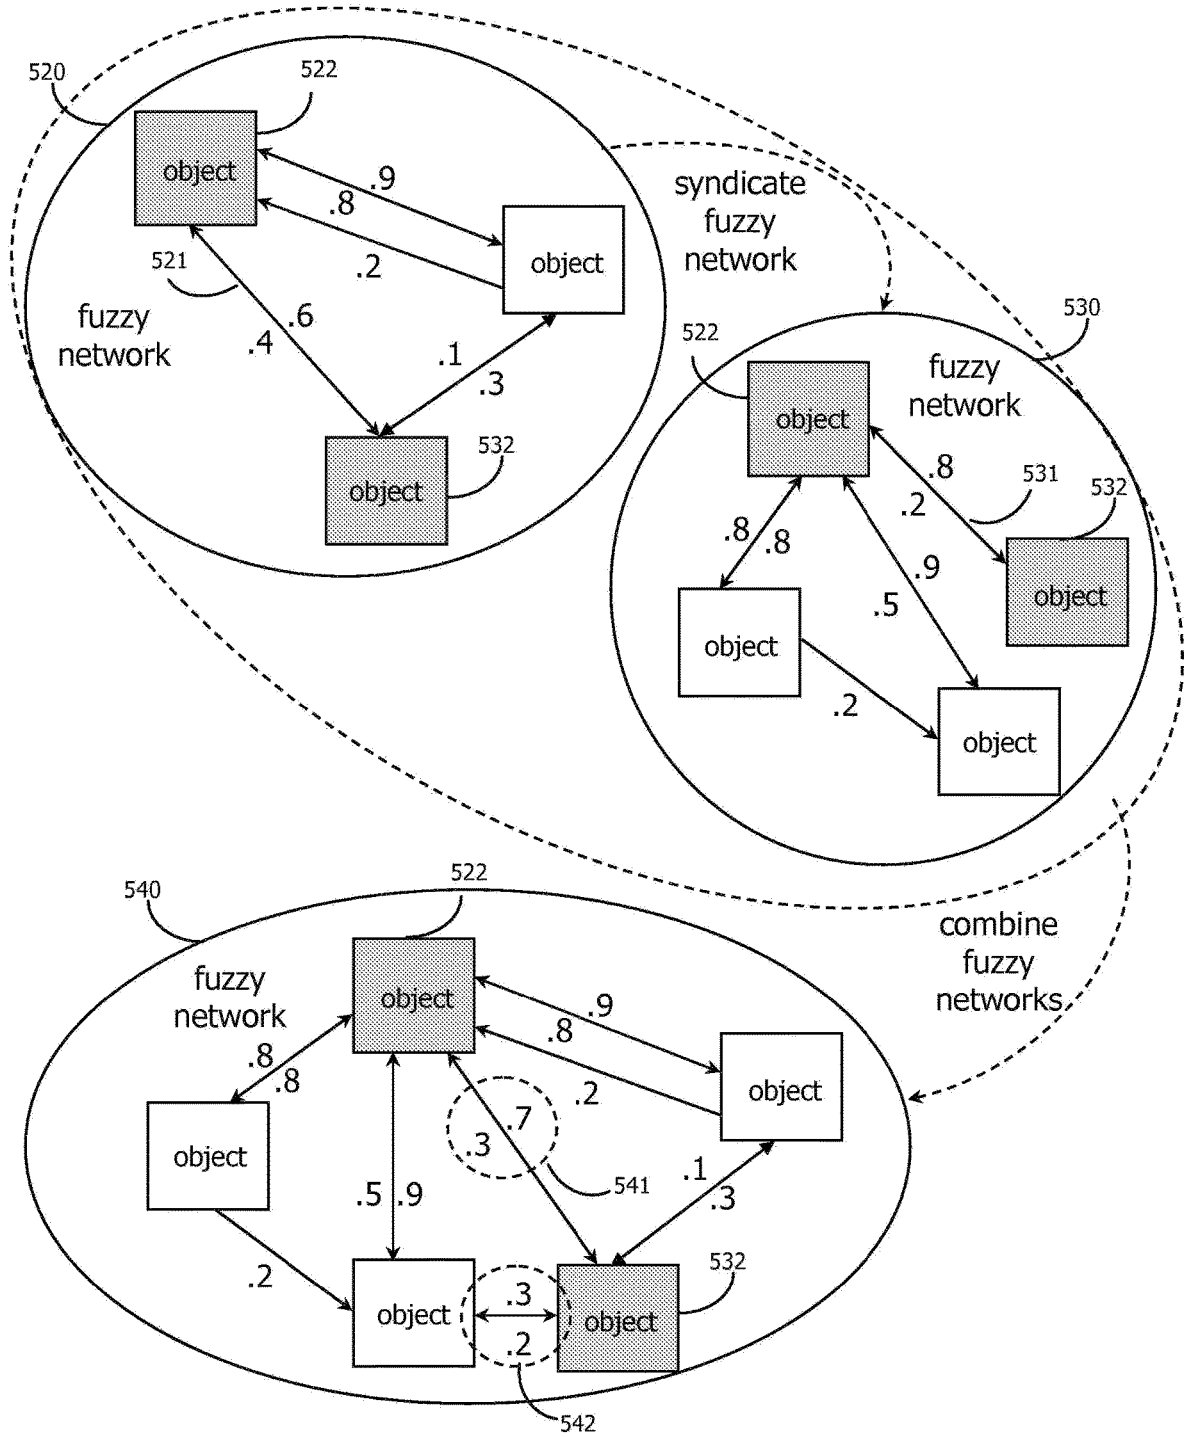 520
522
object
.9
.8
syndicate
fuzzy
network
object
521
.2
.6
fuzzy
network
.4
.1
.3
532
object
530
522
fuzzy
network
object
.8
531
.2
532
.8
.8
.9
object
.5
object
.2
object
540
522
combine
fuzzy
networks
fuzzy
network
object
.9
.8
.8
.8
.2
object
.7
.3
object
.1
541
.3
.5
.9
.2
532
object
.3
object
.2
542